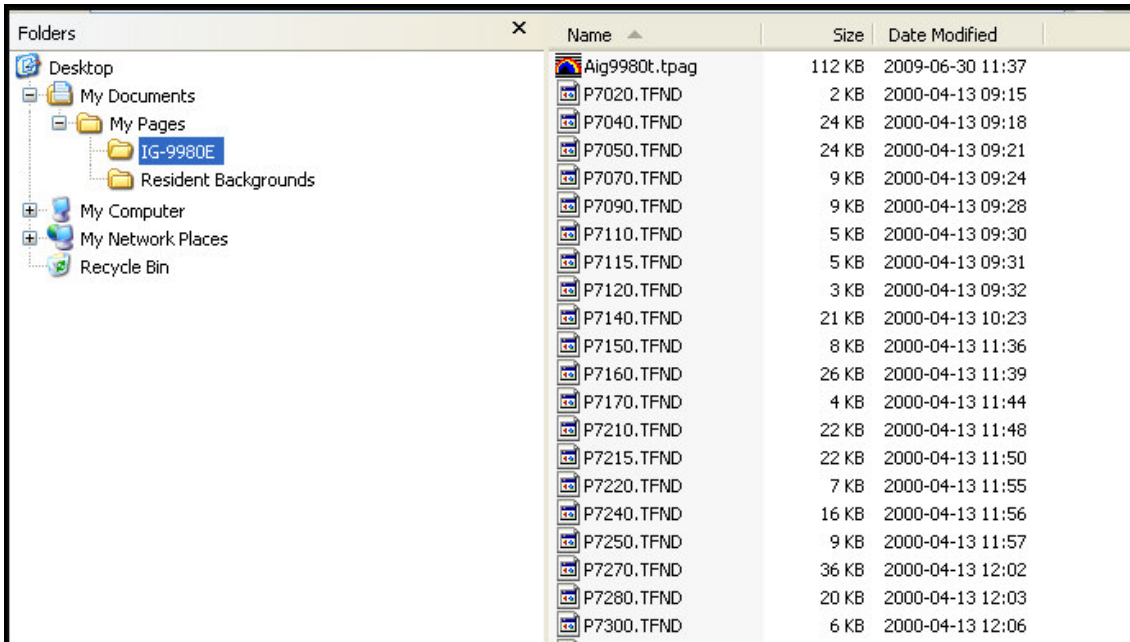 Folders
Desktop
My Documents
My Pages
IG-9980E
Resident Backgrounds
My Computer
My Network Places
Recycle Bin
Name Size Date Modified
Aig9980t.tpag 112 KB 2009-06-30 11:37
P7020.TFND 2 KB 2000-04-13 09:15
P7040.TFND 24 KB 2000-04-13 09:18
P7050.TFND 24 KB 2000-04-13 09:21
P7070.TFND 9 KB 2000-04-13 09:24
P7090.TFND 9 KB 2000-04-13 09:28
P7110.TFND 5 KB 2000-04-13 09:30
P7115.TFND 5 KB 2000-04-13 09:31
P7120.TFND 3 KB 2000-04-13 09:32
P7140.TFND 21 KB 2000-04-13 10:23
P7150.TFND 8 KB 2000-04-13 11:36
P7160.TFND 26 KB 2000-04-13 11:39
P7170.TFND 4 KB 2000-04-13 11:44
P7210.TFND 22 KB 2000-04-13 11:48
P7215.TFND 22 KB 2000-04-13 11:50
P7220.TFND 7 KB 2000-04-13 11:55
P7240.TFND 16 KB 2000-04-13 11:56
P7250.TFND 9 KB 2000-04-13 11:57
P7270.TFND 36 KB 2000-04-13 12:02
P7280.TFND 20 KB 2000-04-13 12:03
P7300.TFND 6 KB 2000-04-13 12:06